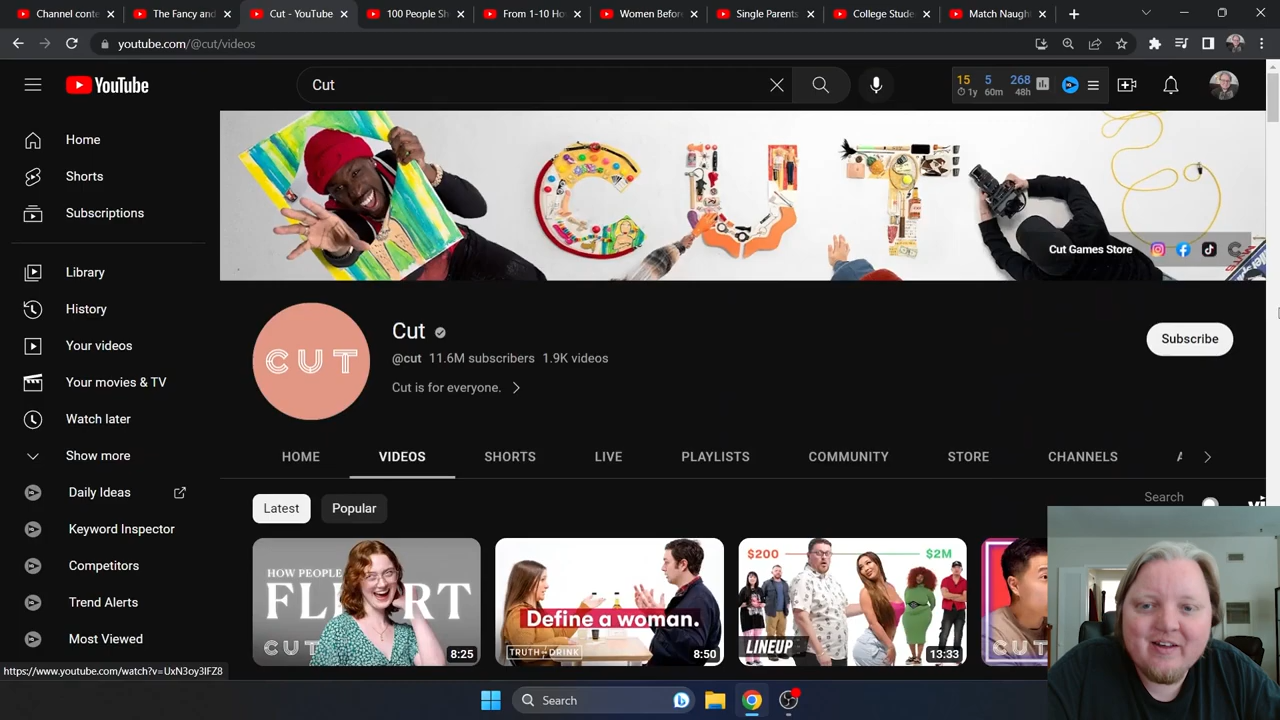 Channel conte
The Fancy and
Cut - YouTube
100 People Sh
From 1-10 Ho
Women Befor
Single Parents
College Stude
Match Naugh
youtube.com/@cut/videos
YouTube
Cut
15 5 268
1y 60m 48h
Home
Shorts
Subscriptions
Library
History
Your videos
Your movies & TV
Watch later
Show more
Daily Ideas
Keyword Inspector
Competitors
Trend Alerts
Most Viewed
CUT
Cut Games Store
CUT
Cut
@cut 11.6M subscribers 1.9K videos
Cut is for everyone.
Subscribe
HOME
VIDEOS
SHORTS
LIVE
PLAYLISTS
COMMUNITY
STORE
CHANNELS
Latest
Popular
Search
HOW PEOPLE
FLIRT
CUT
8:25
Define a woman.
TRUTH OR DRINK
8:50
$200 $2M
LINEUP
13:33
CUT
https://www.youtube.com/watch?v=UxN3oy3lFZ8
Search